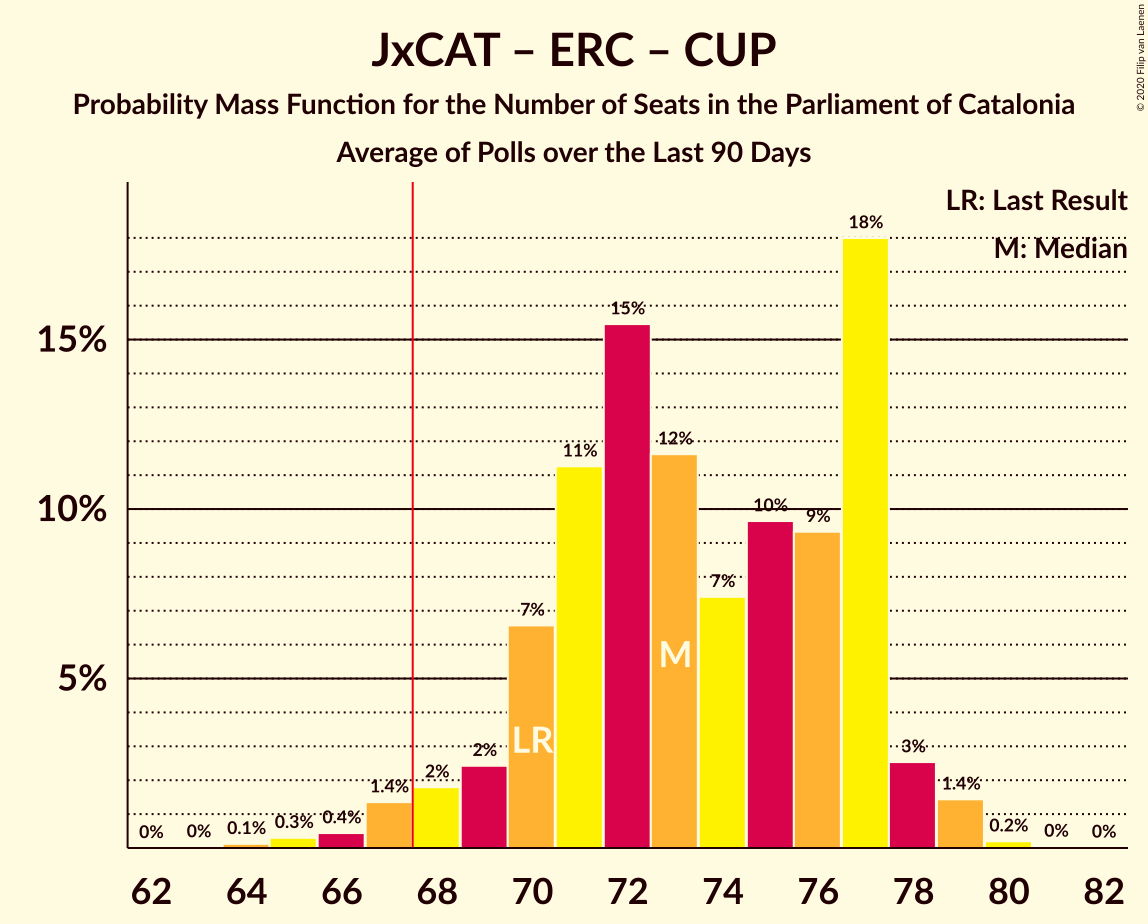 JxCAT – ERC – CUP
Probability Mass Function for the Number of Seats in the Parliament of Catalonia
Average of Polls over the Last 90 Days
© 2020 Filip van Laenen
LR: Last Result
M: Median
18%
15%
15%
12%
11%
10%
10%
9%
7%
7%
M
5%
LR
3%
2%
2%
1.4%
1.4%
0.4%
0.3%
0.2%
0.1%
0%
0%
0%
0%
62 64 66 68 70 72 74 76 78 80 82